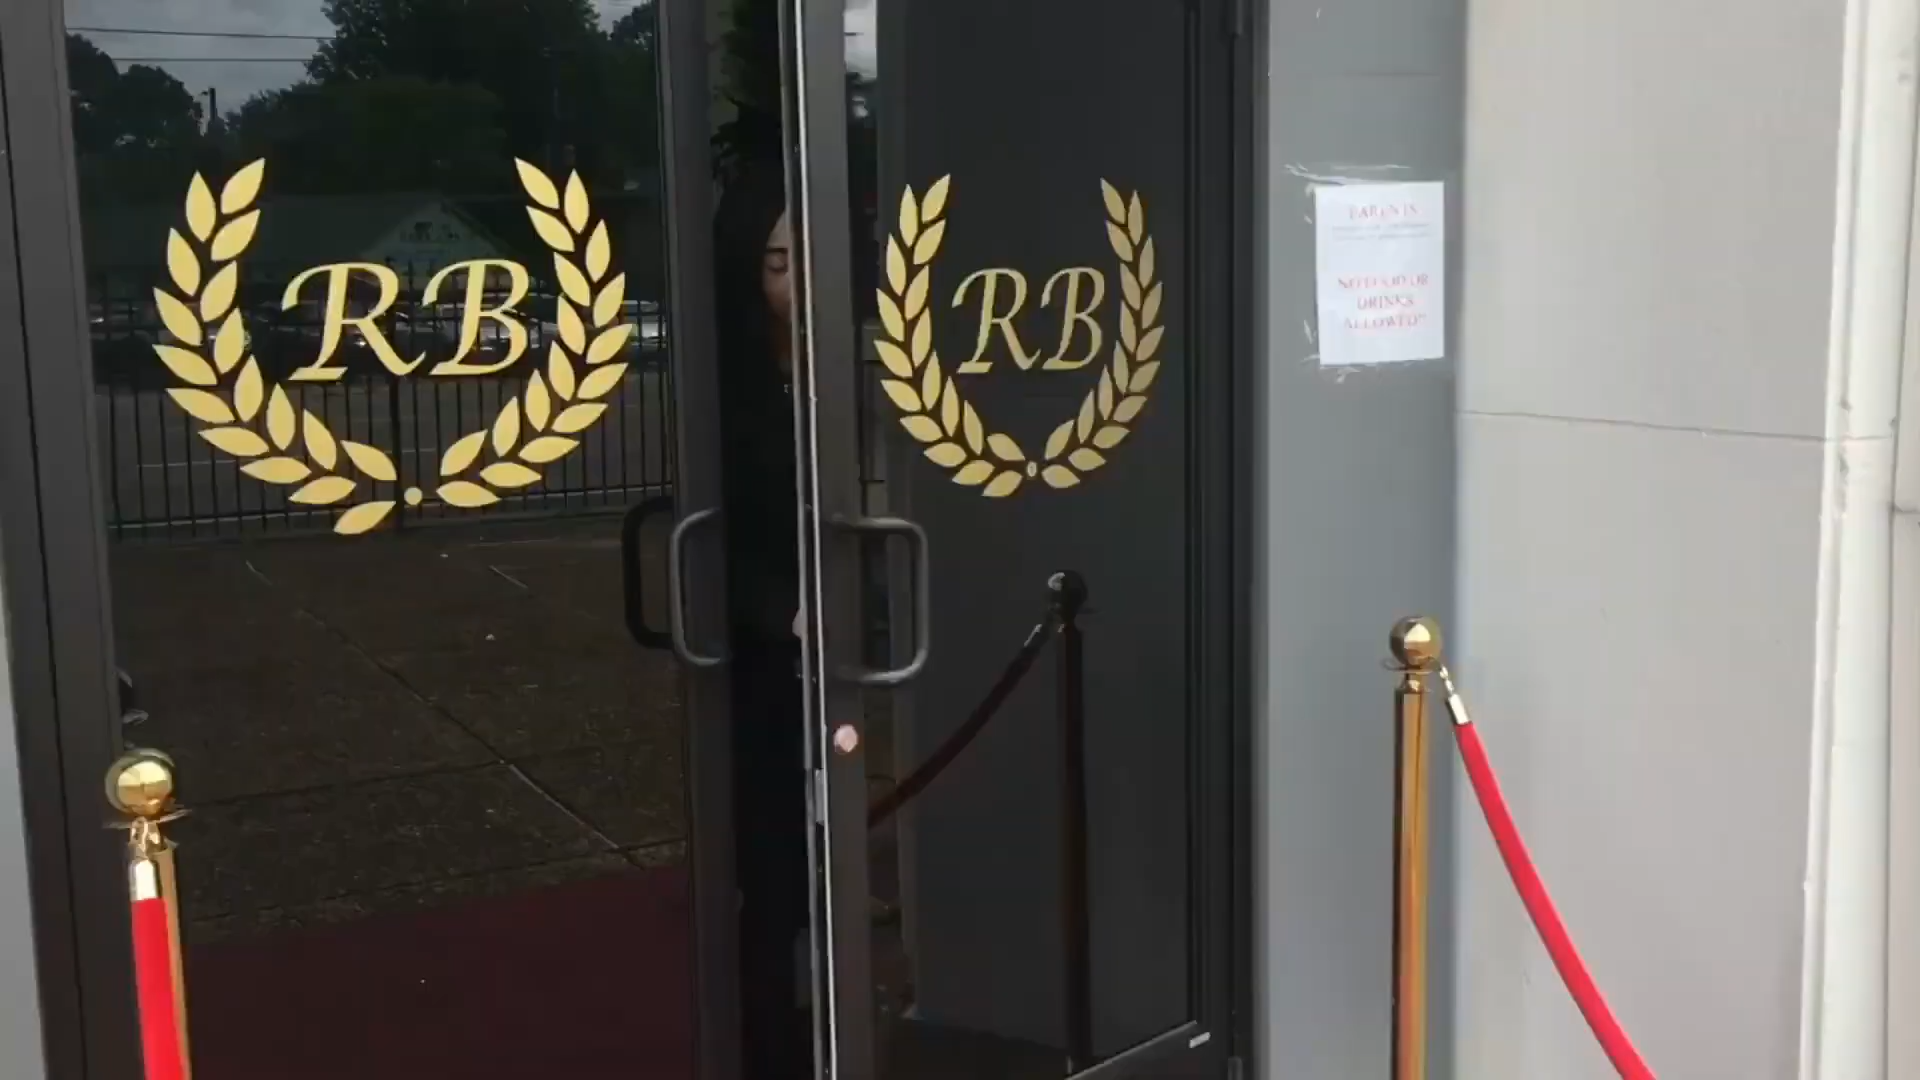 RB
RB
PARENTS
NO FOOD OR
DRINKS
ALLOWED"